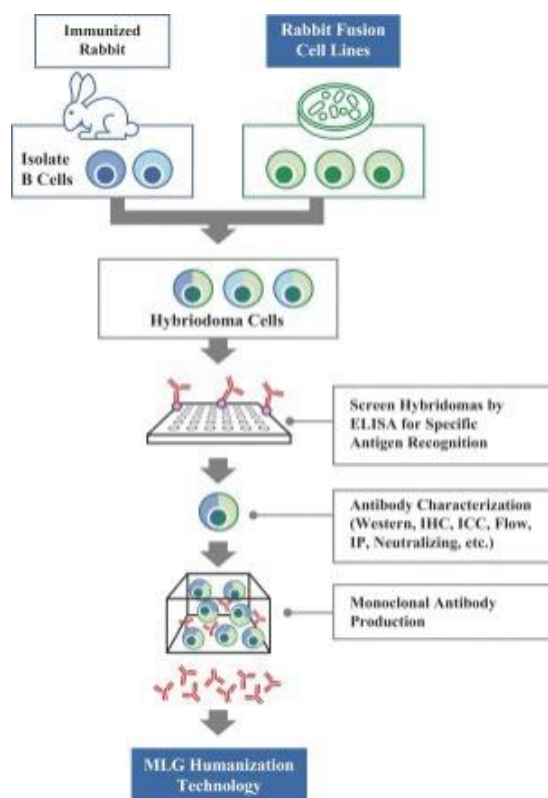 Immunized
Rabbit
Rabbit Fusion
Cell Lines
Isolate
B Cells
Hybriodoma Cells
Screen Hybridomas by
ELISA for Specific
Antigen Recognition
Antibody Characterization
(Western, IHC, ICC, Flow,
IP, Neutralizing, etc.)
Monoclonal Antibody
Production
MLG Humanization
Technology